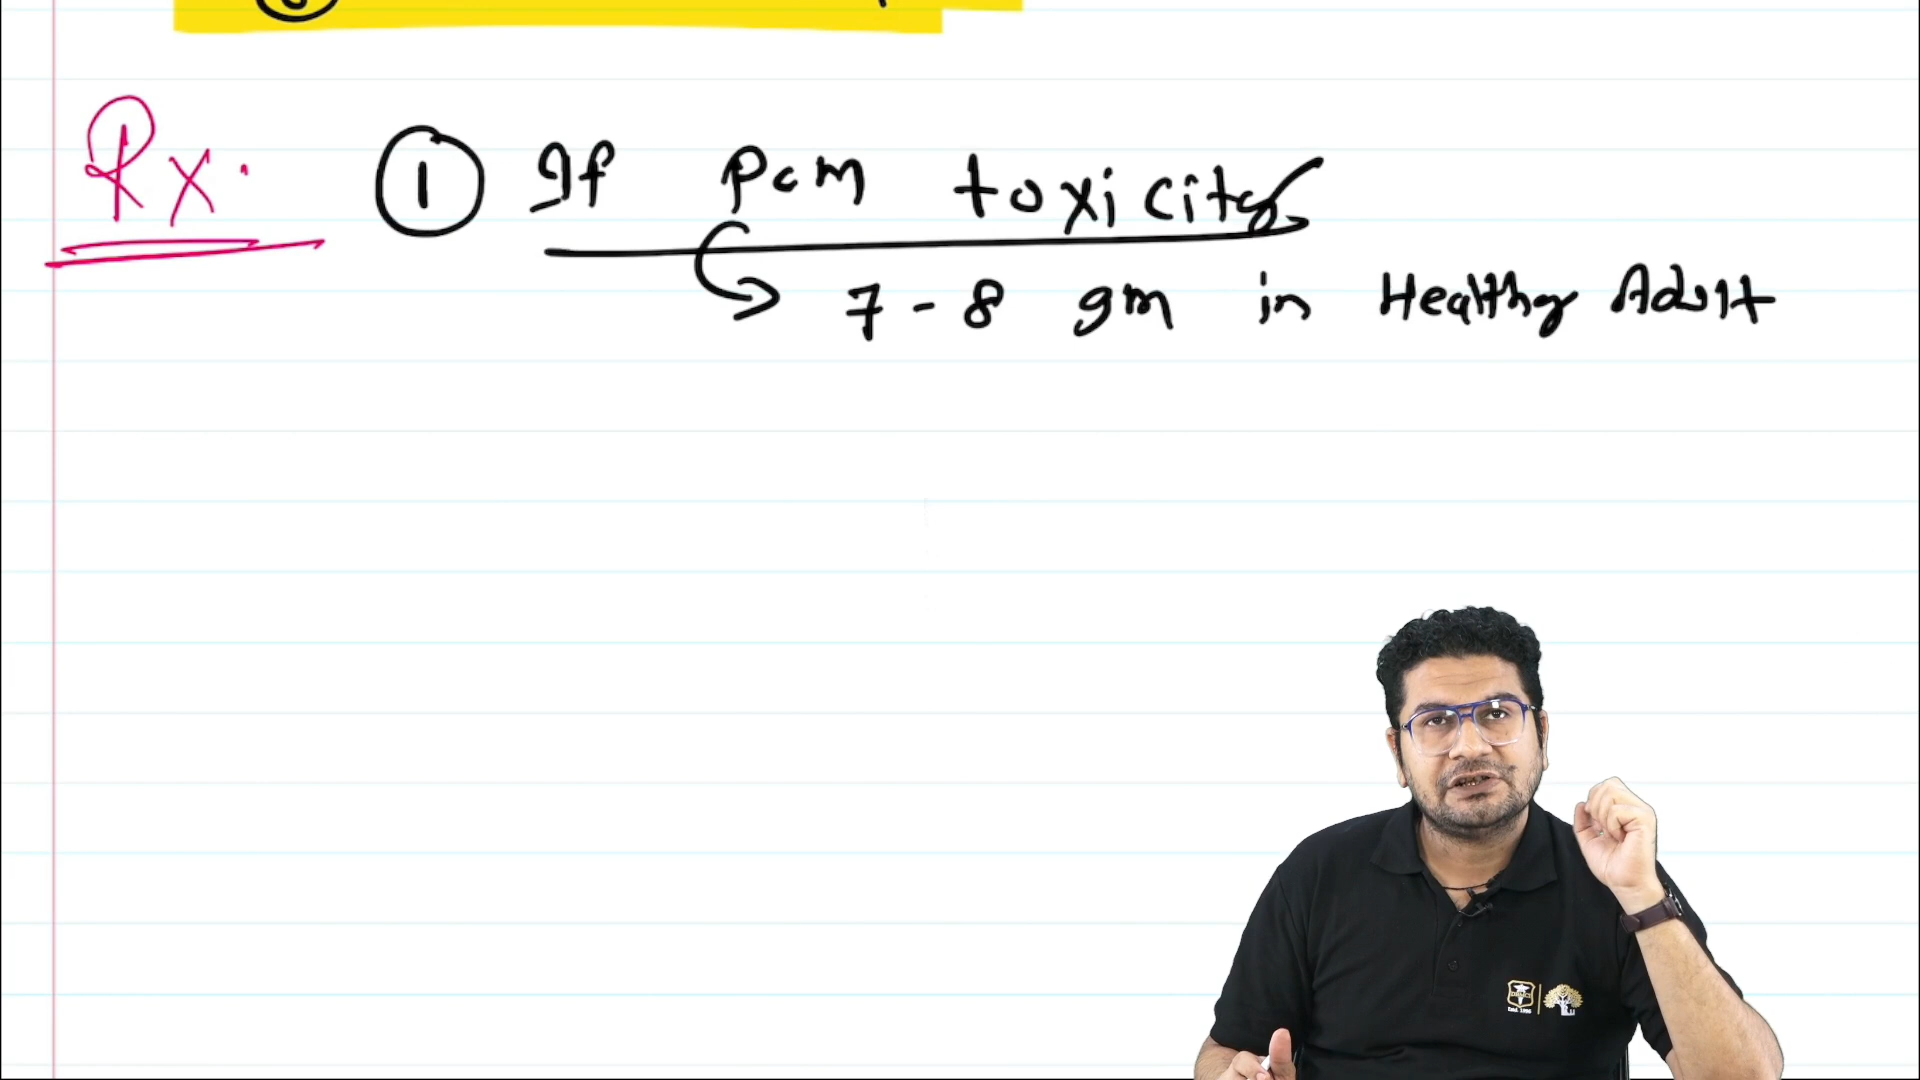 Rx.
① If Pcm toxicity
7 - 8 gm in Healthy Adult